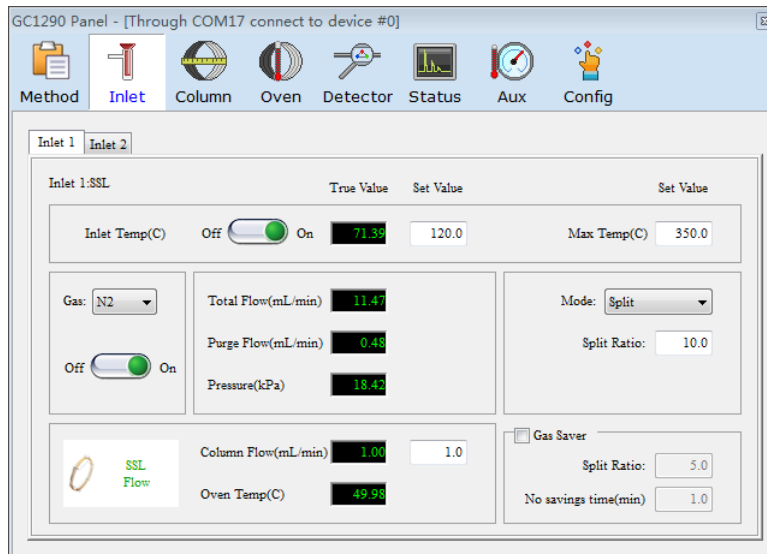 GC1290 Panel - [Through COM17 connect to device #0]
Method Inlet Column Oven Detector Status Aux Config
Inlet 1 Inlet 2
Inlet 1:SSL True Value Set Value Set Value
Inlet Temp(C) Off On 71.39 120.0 Max Temp(C) 350.0
Gas: N2 Total Flow(mL/min) 11.47 Mode: Split
Purge Flow(mL/min) 0.48 Split Ratio: 10.0
Off On
Pressure(kPa) 18.42
Gas Saver
Column Flow(mL/min) 1.00 1.0
SSL
Flow
Split Ratio: 5.0
Oven Temp(C) 49.98 No savings time(min) 1.0